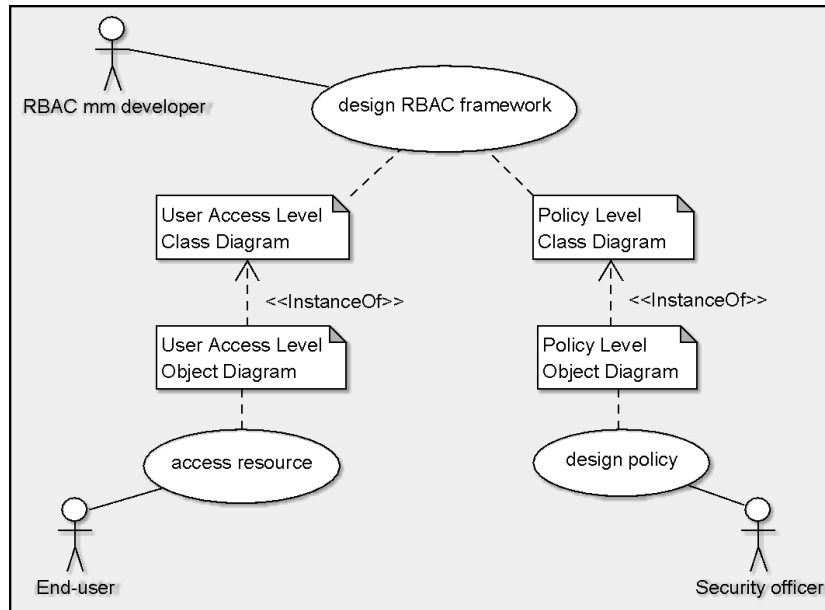 RBAC mm developer
design RBAC framework
User Access Level
Class Diagram
Policy Level
Class Diagram
<<InstanceOf>>
<<InstanceOf>>
User Access Level
Object Diagram
Policy Level
Object Diagram
access resource
design policy
End-user
Security officer